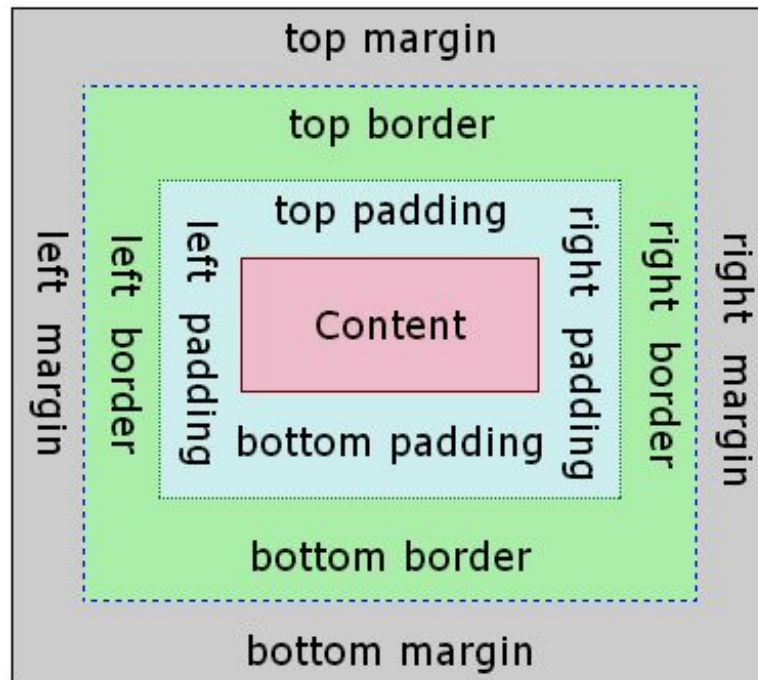 top margin
top border
top padding
left margin
left border
left padding
Content
right padding
right border
right margin
bottom padding
bottom border
bottom margin